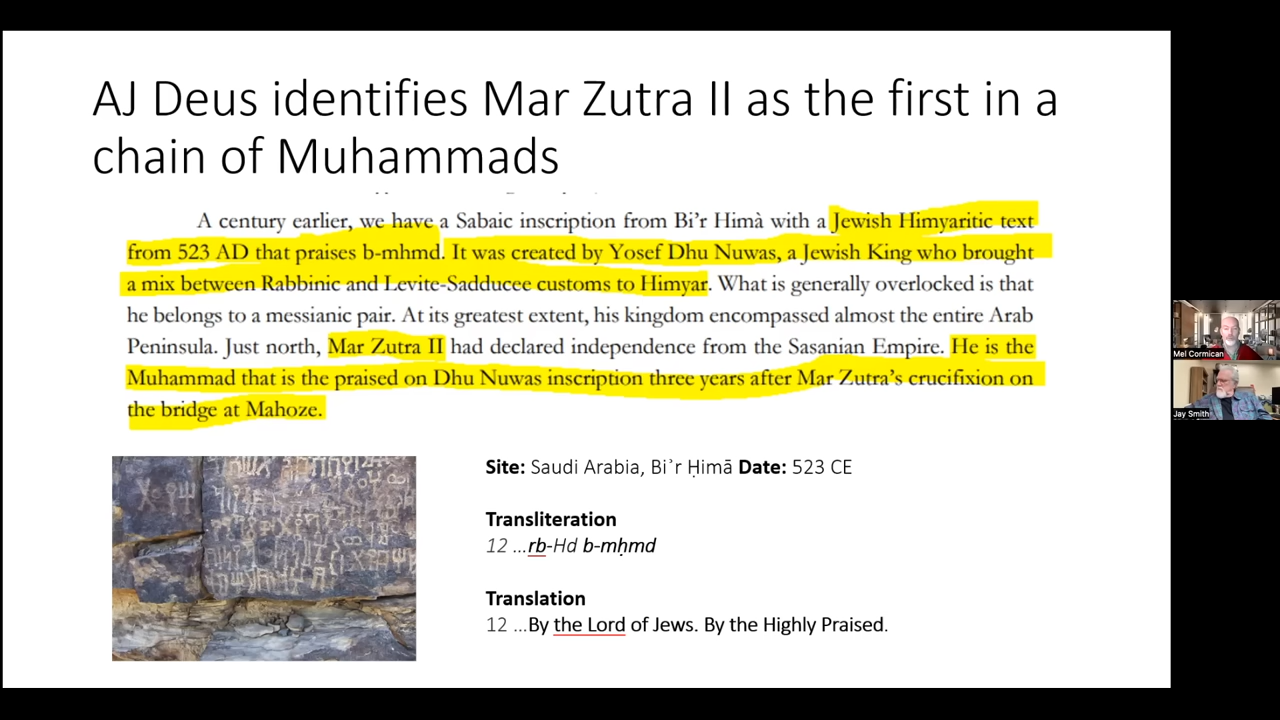 AJ Deus identifies Mar Zutra II as the first in a
chain of Muhammads
A century earlier, we have a Sabaic inscription from Bi’r Himà with a Jewish Himyaritic text
from 523 AD that praises b-mhmd. It was created by Yosef Dhu Nuwas, a Jewish King who brought
a mix between Rabbinic and Levite-Sadducee customs to Himyar. What is generally overlooked is that
he belongs to a messianic pair. At its greatest extent, his kingdom encompassed almost the entire Arab
Peninsula. Just north, Mar Zutra II had declared independence from the Sasanian Empire. He is the
Muhammad that is the praised on Dhu Nuwas inscription three years after Mar Zutra’s crucifixion on
the bridge at Mahoze.
Site: Saudi Arabia, Biʾr Ḥimā Date: 523 CE
Transliteration
12 ...rb-Hd b-mḥmd
Translation
12 ...By the Lord of Jews. By the Highly Praised.
Mel Cormican
Jay Smith